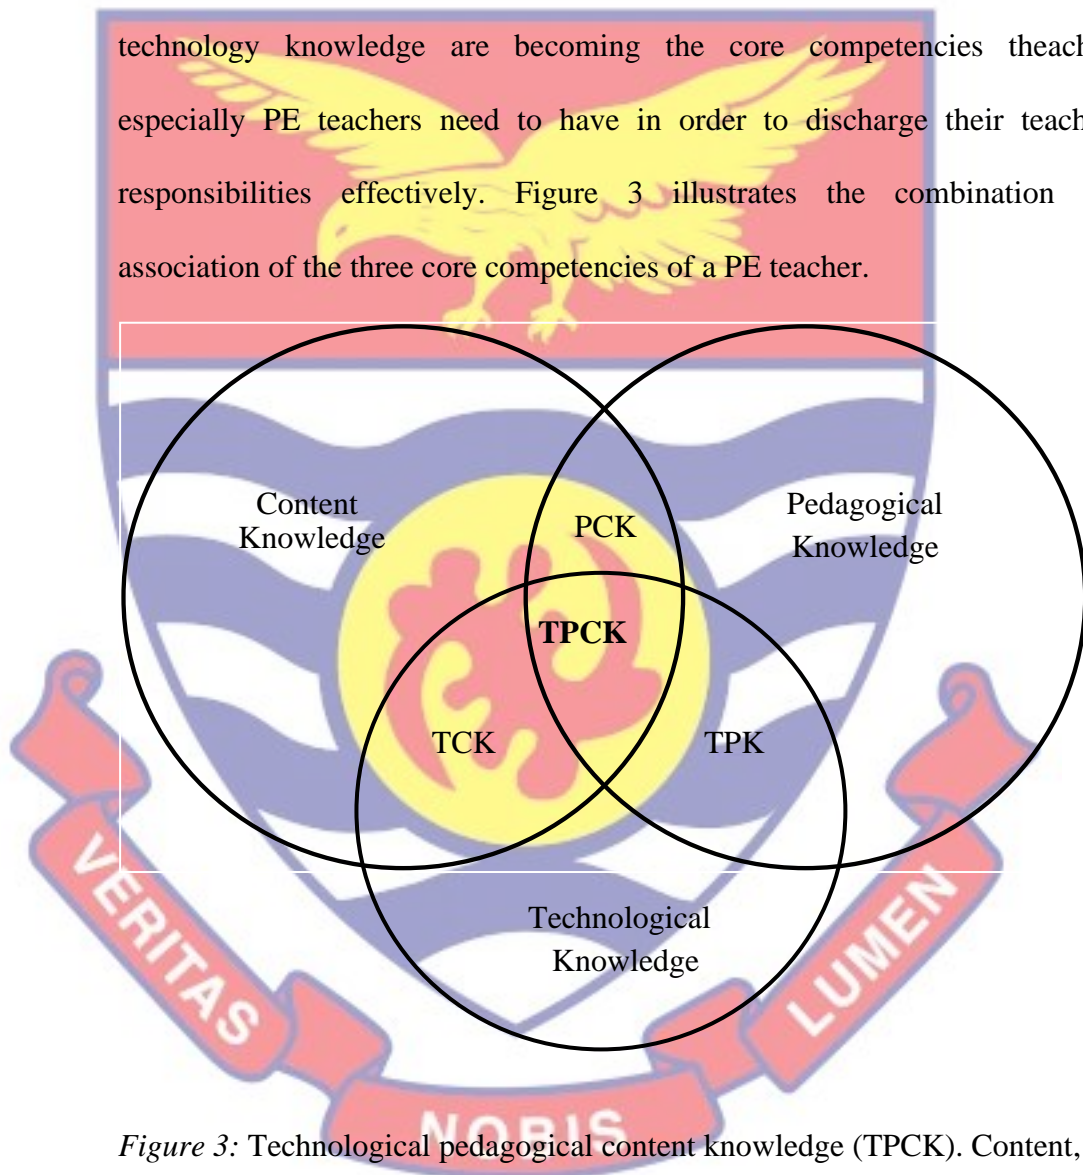 technology knowledge are becoming the core competencies theach
especially PE teachers need to have in order to discharge their teach
responsibilities effectively. Figure 3 illustrates the combination
association of the three core competencies of a PE teacher.
Content
Knowledge
PCK
Pedagogical
Knowledge
TPCK
TCK
TPK
Technological
Knowledge
VERITAS
NOBIS
LUMEN
Figure 3: Technological pedagogical content knowledge (TPCK). Content,